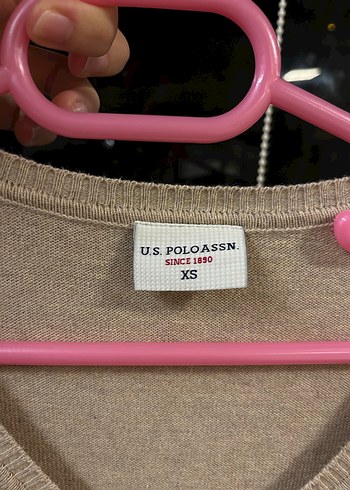 U.S. POLO ASSN.
SINCE 1890
XS